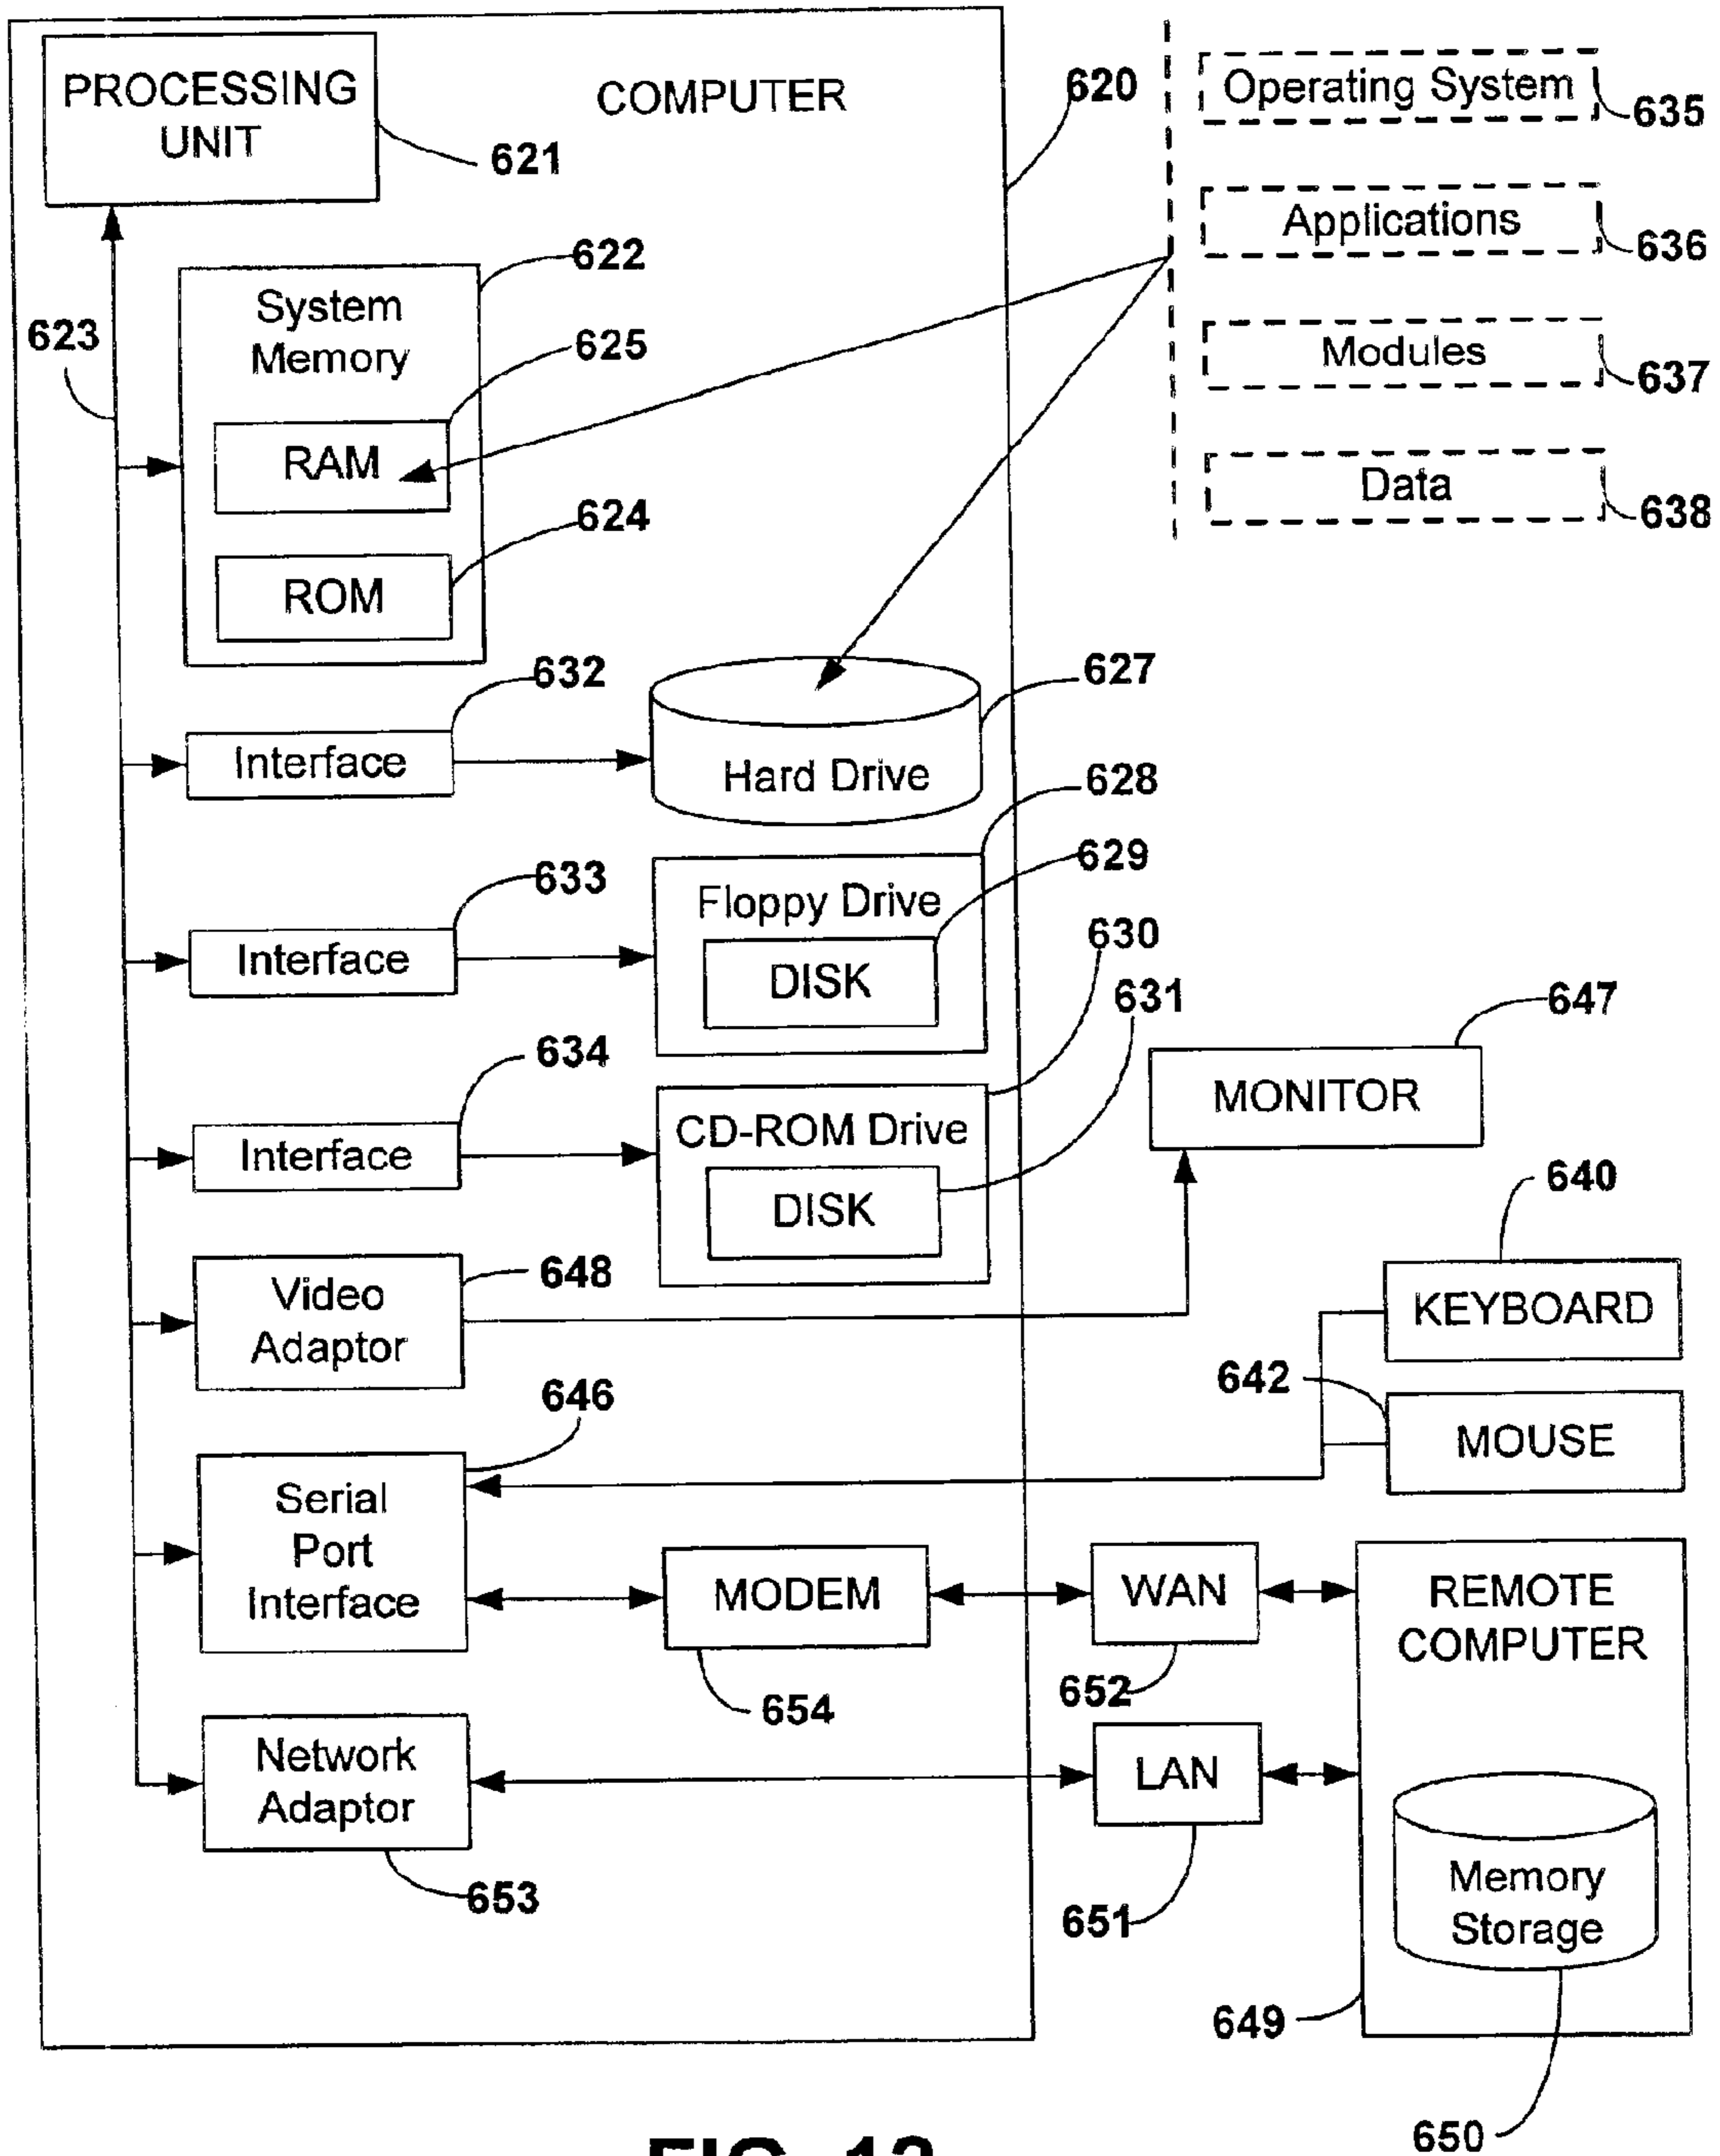 PROCESSING
UNIT
COMPUTER
620
621
Operating System
635
Applications
636
Modules
637
Data
638
622
System
Memory
623
625
RAM
624
ROM
632
Interface
627
Hard Drive
628
633
Interface
Floppy Drive
629
DISK
630
631
634
Interface
CD-ROM Drive
DISK
647
MONITOR
640
KEYBOARD
648
Video
Adaptor
642
MOUSE
646
Serial
Port
Interface
MODEM
654
WAN
652
REMOTE
COMPUTER
Network
Adaptor
653
LAN
651
Memory
Storage
649
650